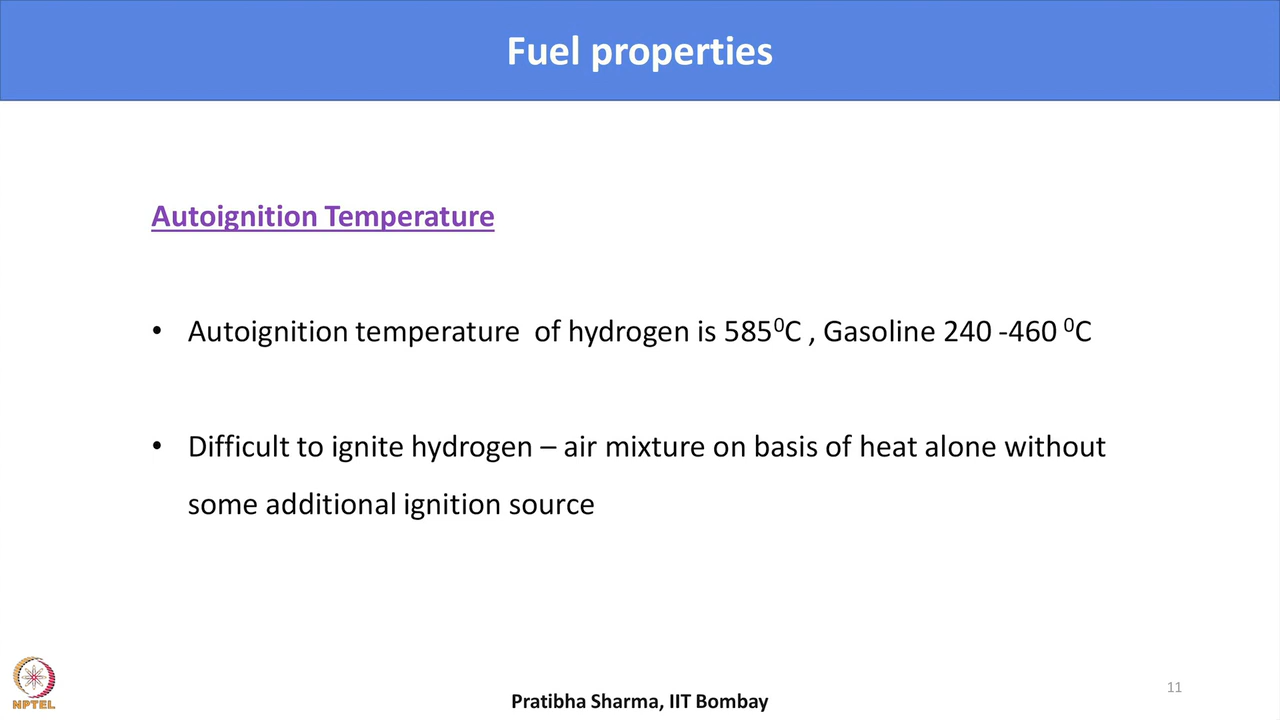 Fuel properties
Autoignition Temperature
• Autoignition temperature of hydrogen is 585⁰C , Gasoline 240 -460 ⁰C
• Difficult to ignite hydrogen – air mixture on basis of heat alone without
some additional ignition source
NPTEL
Pratibha Sharma, IIT Bombay
11